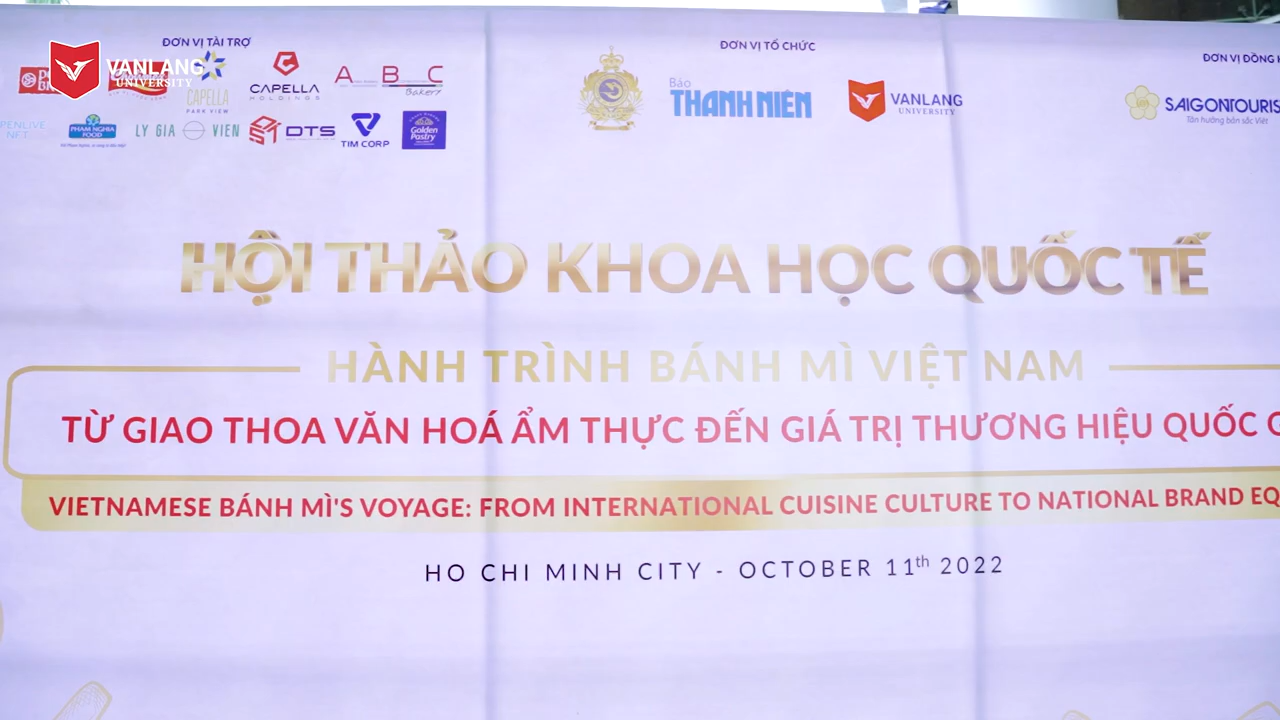 VANLANG
UNIVERSITY
ĐƠN VỊ TÀI TRỢ
CAPELLA
PARK VIEW
CAPELLA
HOLDINGS
A B C
Bakery
PHAM NGHIA
FOOD
LY GIA VIEN
DTS
TIM CORP
Golden
Pastry
ĐƠN VỊ TỔ CHỨC
Báo
THANH NIÊN
VANLANG
UNIVERSITY
ĐƠN VỊ ĐỒNG
SAIGONTOURIS
Tận hưởng bản sắc Việt
HỘI THẢO KHOA HỌC QUỐC TẾ
HÀNH TRÌNH BÁNH MÌ VIỆT NAM
TỪ GIAO THOA VĂN HOÁ ẨM THỰC ĐẾN GIÁ TRỊ THƯƠNG HIỆU QUỐC G
VIETNAMESE BÁNH MÌ'S VOYAGE: FROM INTERNATIONAL CUISINE CULTURE TO NATIONAL BRAND EQ
HO CHI MINH CITY - OCTOBER 11th 2022